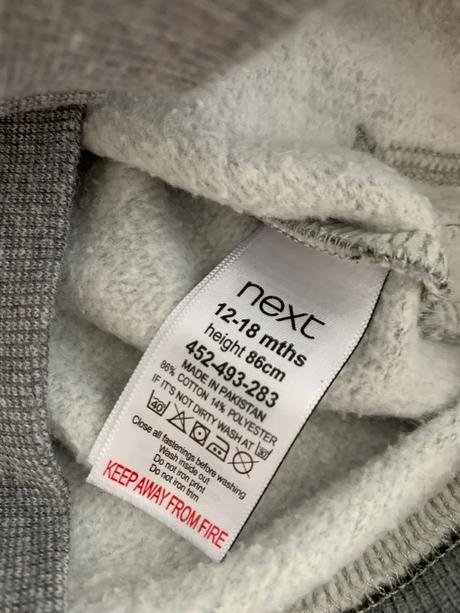 next
12-18 mths
height 86cm
452-493-283
MADE IN PAKISTAN
86% COTTON 14% POLYESTER
IF IT'S NOT DIRTY WASH AT 30
40
Close all fastenings before washing
Wash inside out
Do not iron print
Do not iron trim
KEEP AWAY FROM FIRE